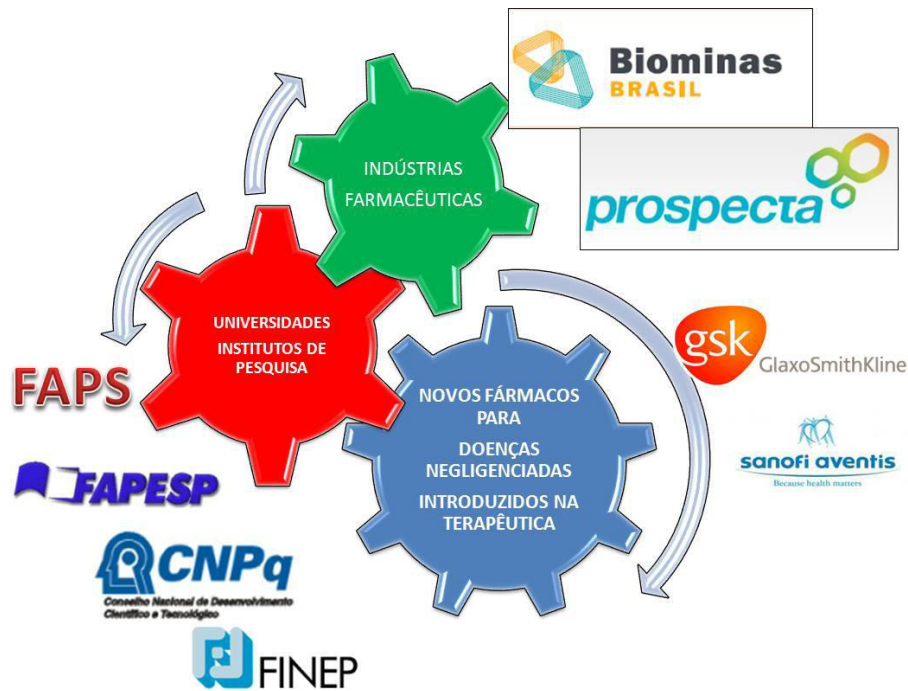 Biominas
BRASIL
prospecta
INDÚSTRIAS
FARMACÊUTICAS
UNIVERSIDADES
INSTITUTOS DE
PESQUISA
gsk
GlaxoSmithKline
FAPS
NOVOS FÁRMACOS
PARA
DOENÇAS
NEGLIGENCIADAS
INTRODUZIDOS NA
TERAPÊUTICA
sanofi aventis
Because health matters
FAPESP
CNPq
Conselho Nacional de Desenvolvimento
Científico e Tecnológico
FINEP